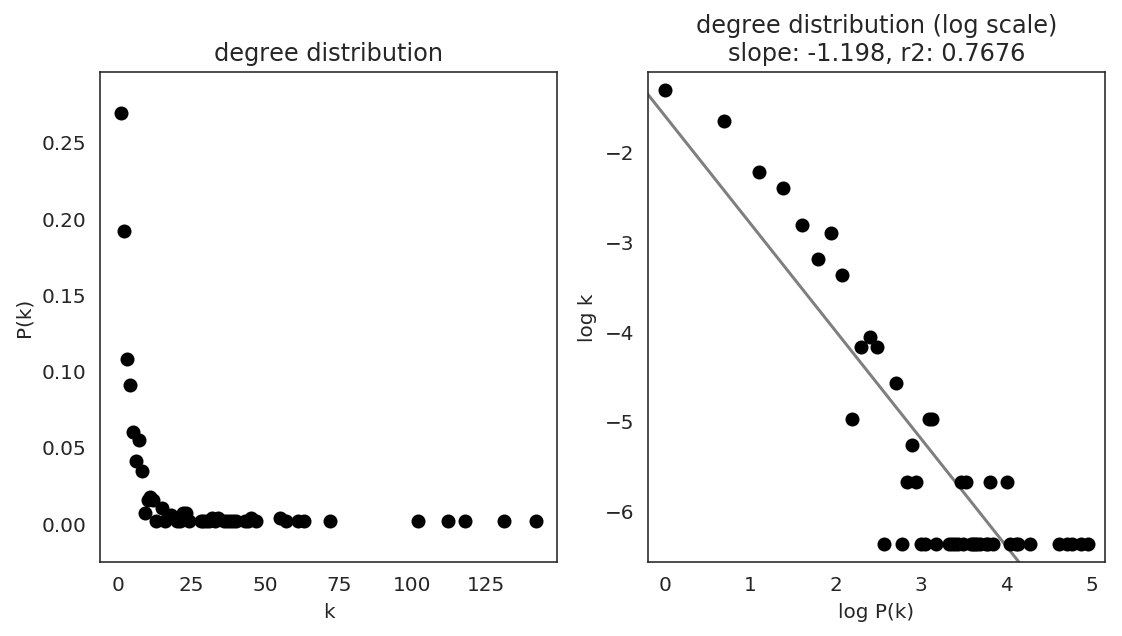 degree distribution
0.25
0.20
0.15
0.10
0.05
0.00
P(k)
0 25 50 75 100 125
k
degree distribution (log scale)
slope: -1.198, r2: 0.7676
−2
−3
−4
−5
−6
log k
0 1 2 3 4 5
log P(k)